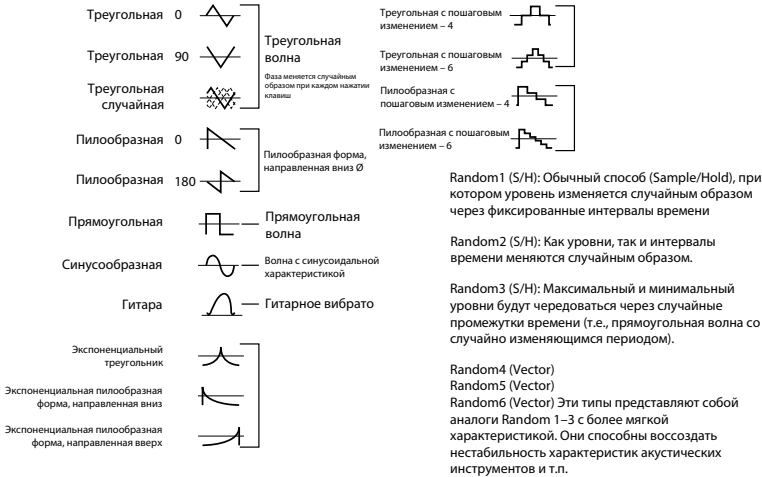 Треугольная 0
Треугольная 90
Треугольная
случайная
Треугольная
волна
Фаза меняется случайным
образом при каждом нажатии
клавиш
Пилообразная 0
Пилообразная 180
Пилообразная форма,
направленная вниз Ø
Прямоугольная
Прямоугольная
волна
Синусообразная
Волна с синусоидальной
характеристикой
Гитара
Гитарное вибрато
Экспоненциальный
треугольник
Экспоненциальная пилообразная
форма, направленная вниз
Экспоненциальная пилообразная
форма, направленная вверх
Треугольная с пошаговым
изменением – 4
Треугольная с пошаговым
изменением – 6
Пилообразная с
пошаговым изменением – 4
Пилообразная с пошаговым
изменением – 6
Random1 (S/H): Обычный способ (Sample/Hold), при
котором уровень изменяется случайным образом
через фиксированные интервалы времени
Random2 (S/H): Как уровни, так и интервалы
времени меняются случайным образом.
Random3 (S/H): Максимальный и минимальный
уровни будут чередоваться через случайные
промежутки времени (т.е., прямоугольная волна со
случайно изменяющимся периодом).
Random4 (Vector)
Random5 (Vector)
Random6 (Vector) Эти типы представляют собой
аналоги Random 1–3 с более мягкой
характеристикой. Они способны воссоздать
нестабильность характеристик акустических
инструментов и т.п.